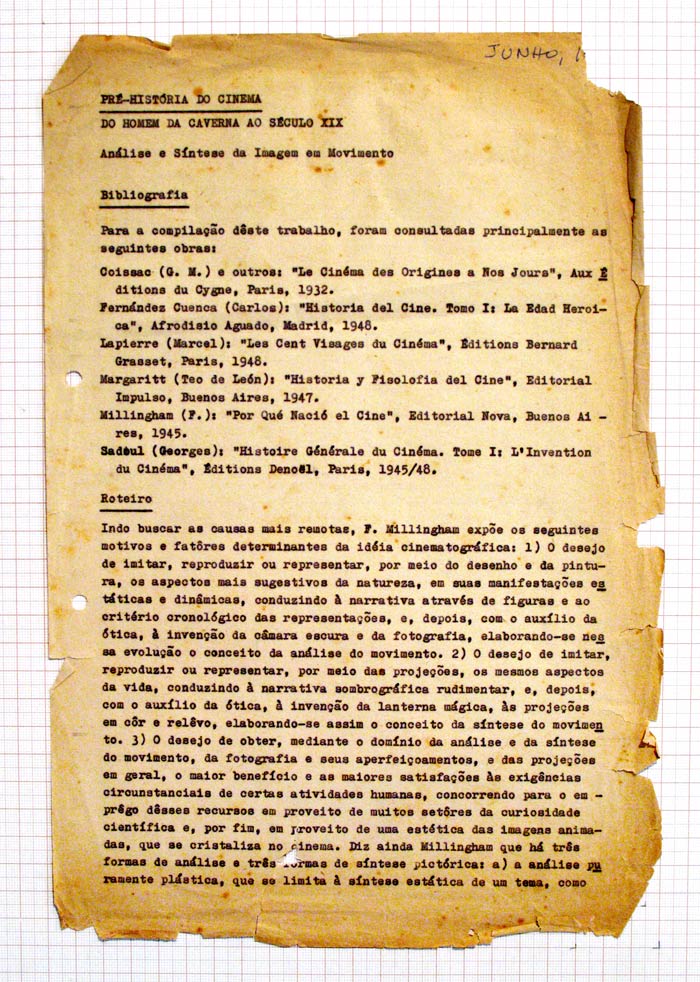 JUNHO, 1
PRÉ-HISTÓRIA DO CINEMA
DO HOMEM DA CAVERNA AO SÉCULO XIX
Análise e Síntese da Imagem em Movimento
Bibliografia
Para a compilação dêste trabalho, foram consultadas principalmente as
seguintes obras:
Coissac (G. M.) e outros: "Le Cinéma des Origines a Nos Jours", Aux É
ditions du Cygne, Paris, 1932.
Fernández Cuenca (Carlos): "Historia del Cine. Tomo I: La Edad Heroi-
ca", Afrodisio Aguado, Madrid, 1948.
Lapierre (Marcel): "Les Cent Visages du Cinéma", Éditions Bernard
Grasset, Paris, 1948.
Margaritt (Teo de León): "Historia y Fisolofia del Cine", Editorial
Impulso, Buenos Aires, 1947.
Millingham (F.): "Por Qué Nació el Cine", Editorial Nova, Buenos Ai -
res, 1945.
Sadoul (Georges): "Histoire Générale du Cinéma. Tome I: L'Invention
du Cinéma", Éditions Denoël, Paris, 1945/48.
Roteiro
Indo buscar as causas mais remotas, F. Millingham expõe os seguintes
motivos e fatôres determinantes da idéia cinematográfica: 1) O desejo
de imitar, reproduzir ou representar, por meio do desenho e da pintu-
ra, os aspectos mais sugestivos da natureza, em suas manifestações es
táticas e dinâmicas, conduzindo à narrativa através de figuras e ao
critério cronológico das representações, e, depois, com o auxílio da
ótica, à invenção da câmara escura e da fotografia, elaborando-se nes
sa evolução o conceito da análise do movimento. 2) O desejo de imitar,
reproduzir ou representar, por meio das projeções, os mesmos aspectos
da vida, conduzindo à narrativa sombrográfica rudimentar, e, depois,
com o auxílio da ótica, à invenção da lanterna mágica, às projeções
em côr e relêvo, elaborando-se assim o conceito da síntese do movimen
to. 3) O desejo de obter, mediante o domínio da análise e da síntese
do movimento, da fotografia e seus aperfeiçoamentos, e das projeções
em geral, o maior benefício e as maiores satisfações às exigências
circunstanciais de certas atividades humanas, concorrendo para o em -
prêgo dêsses recursos em proveito de muitos setôres da curiosidade
científica e, por fim, em proveito de uma estética das imagens anima-
das, que se cristaliza no cinema. Diz ainda Millingham que há três
formas de análise e três formas de síntese pictórica: a) a análise pu
ramente plástica, que se limita à síntese estática de um tema, como